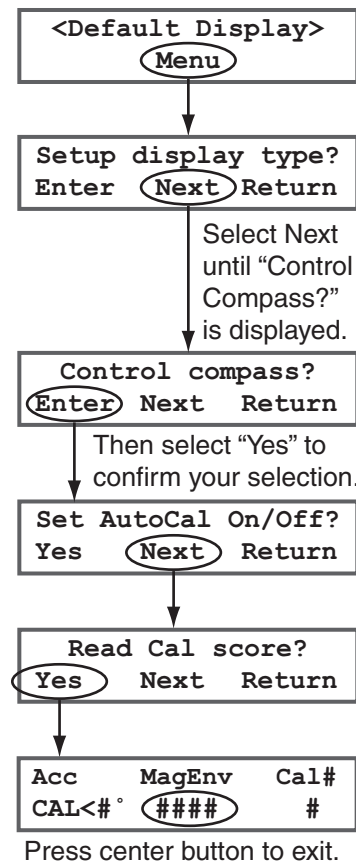 <Default Display>
Menu
Setup display type?
Enter Next Return
Select Next
until “Control
Compass?”
is displayed.
Control compass?
Enter Next Return
Then select “Yes” to
confirm your selection.
Set AutoCal On/Off?
Yes Next Return
Read Cal score?
Yes Next Return
Acc MagEnv Cal#
CAL<#° #### #
Press center button to exit.